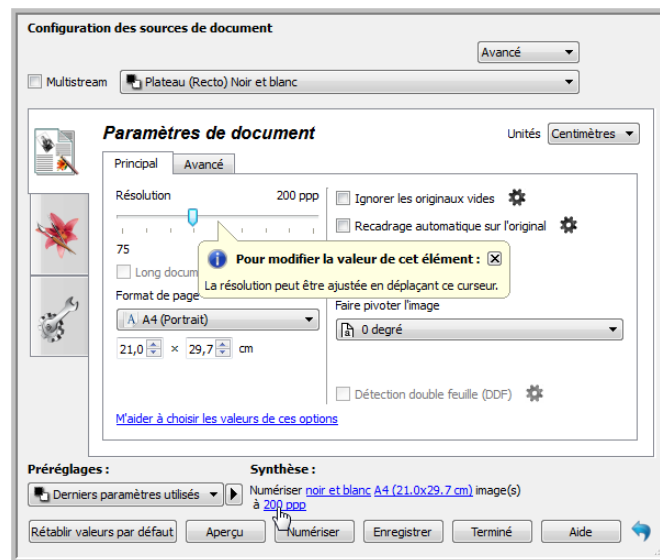 Configuration des sources de document
Avancé
Multistream
Plateau (Recto) Noir et blanc
Paramètres de document
Unités
Centimètres
Principal
Avancé
Résolution
200 ppp
Ignorer les originaux vides
Recadrage automatique sur l'original
75
Pour modifier la valeur de cet élément :
La résolution peut être ajustée en déplaçant ce curseur.
Long docum
Format de page
Faire pivoter l'image
A4 (Portrait)
0 degré
21,0 × 29,7 cm
Détection double feuille (DDF)
M'aider à choisir les valeurs de ces options
Préréglages :
Synthèse :
Derniers paramètres utilisés
Numériser noir et blanc A4 (21.0x29.7 cm) image(s)
à 200 ppp
Rétablir valeurs par défaut
Aperçu
Numériser
Enregistrer
Terminé
Aide